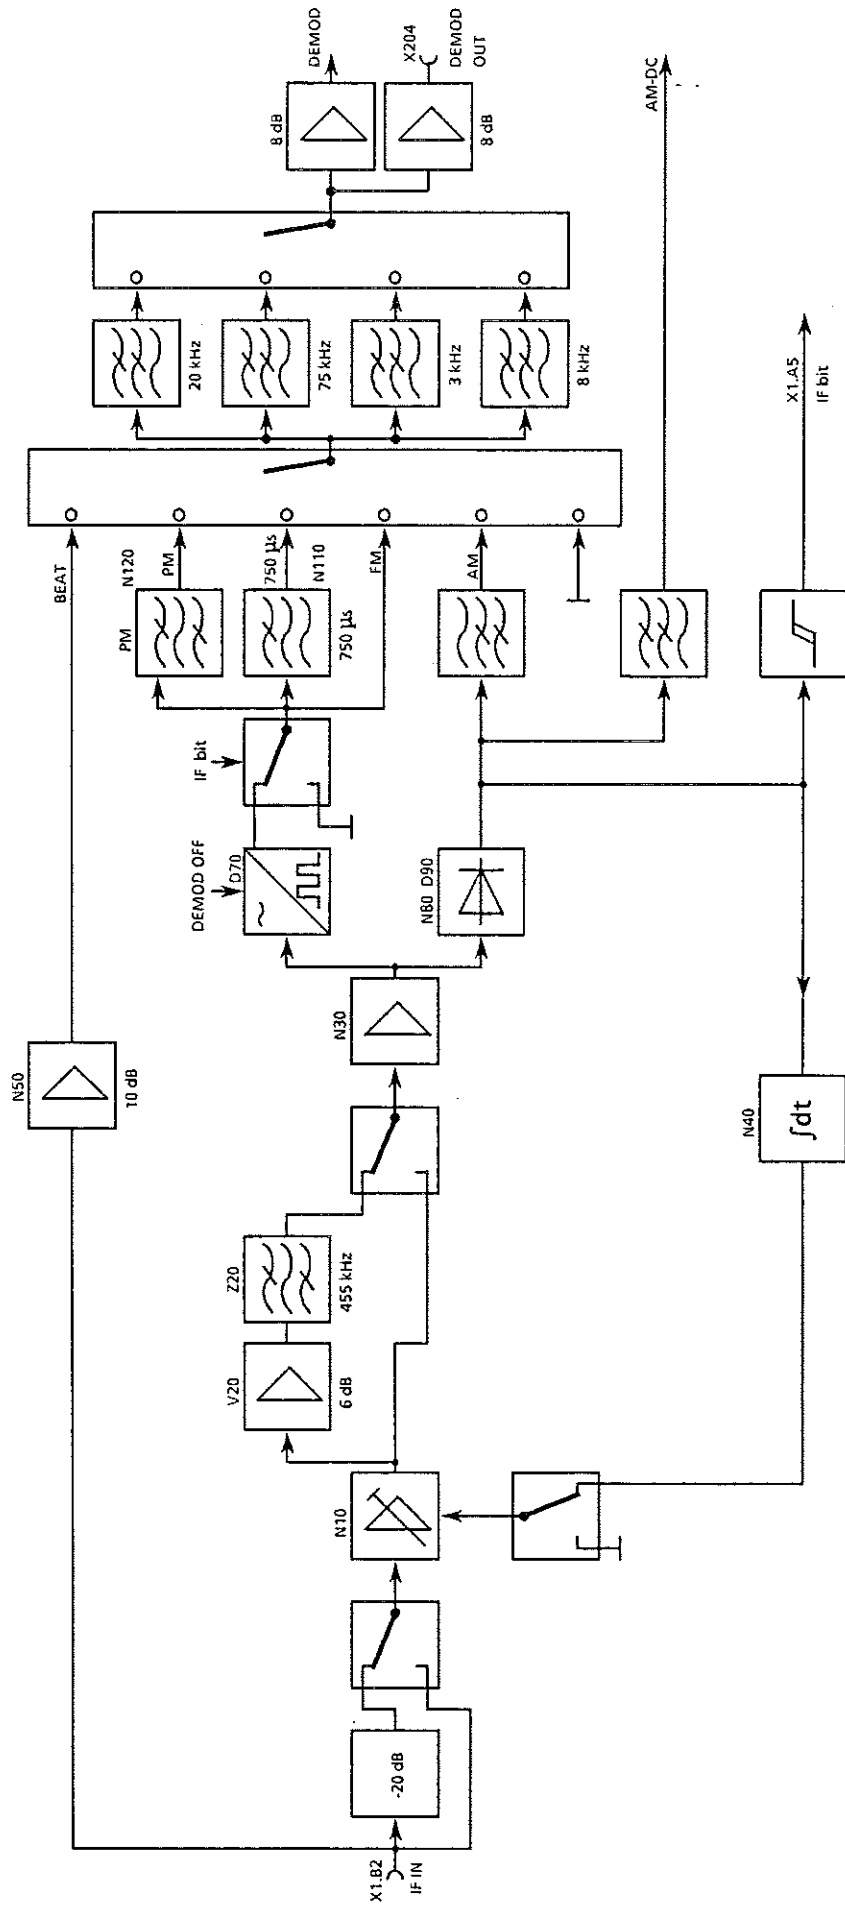 X1.B2
IF IN
-20 dB
N10
V20
6 dB
Z20
455 kHz
N50
10 dB
N30
N40
∫dt
DEMOD OFF
D70
N80 D90
IF bit
BEAT
PM
N120
PM
750 µs
750 µs
N110
FM
AM
20 kHz
75 kHz
3 kHz
8 kHz
8 dB
8 dB
DEMOD
X204
DEMOD
OUT
AM-DC
X1.A5
IF bit